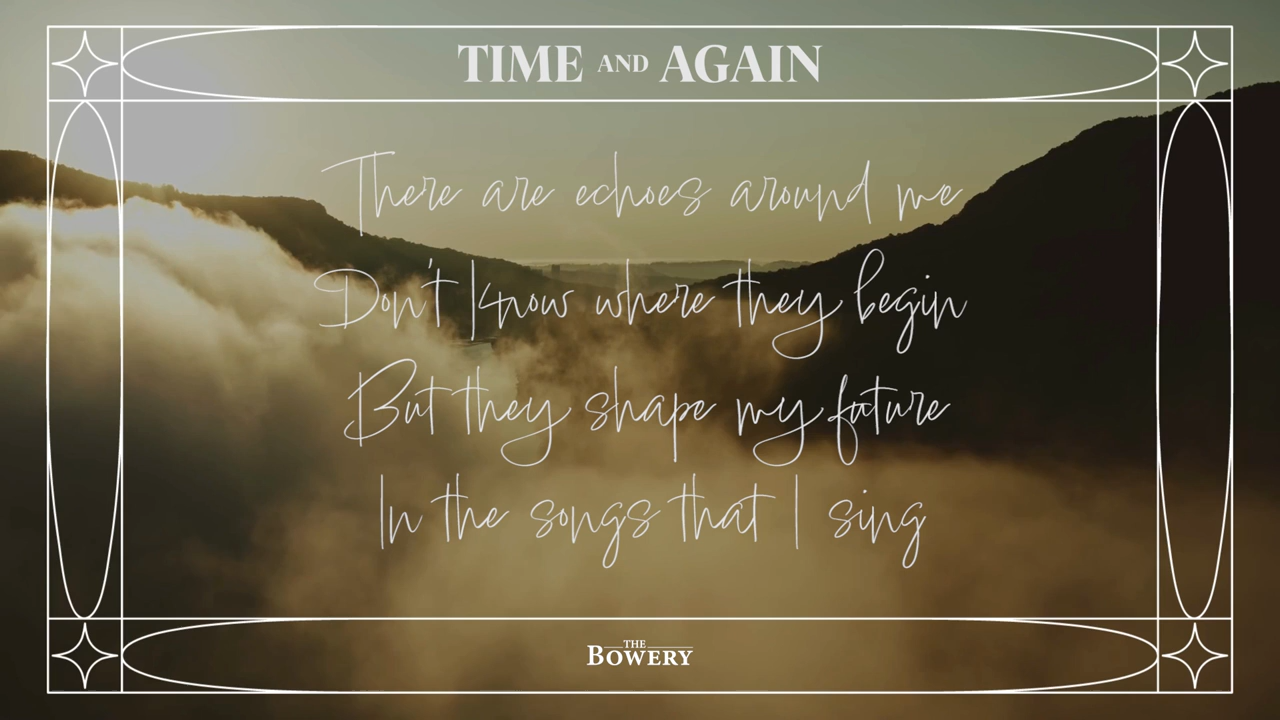 TIME AND AGAIN
There are echoes around me
Don't know where they begin
But they shape my future
In the songs that I sing
THE
BOWERY